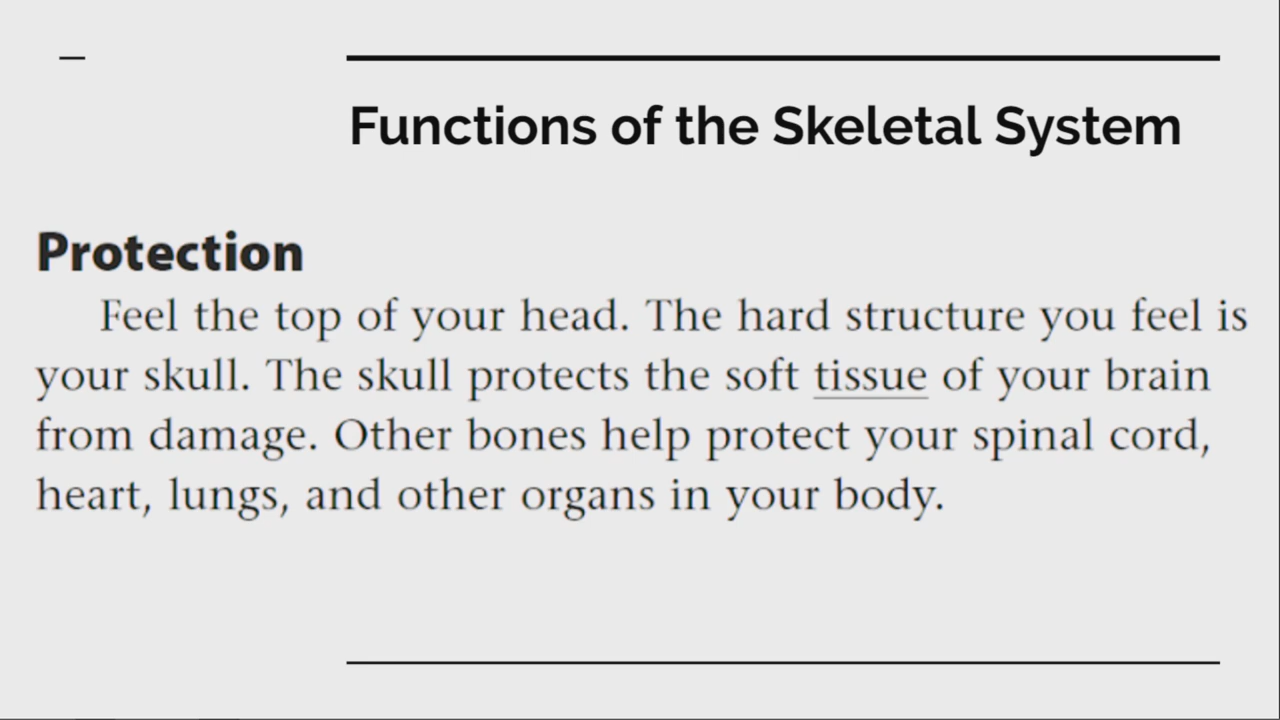 Functions of the Skeletal System
Protection
Feel the top of your head. The hard structure you feel is
your skull. The skull protects the soft tissue of your brain
from damage. Other bones help protect your spinal cord,
heart, lungs, and other organs in your body.